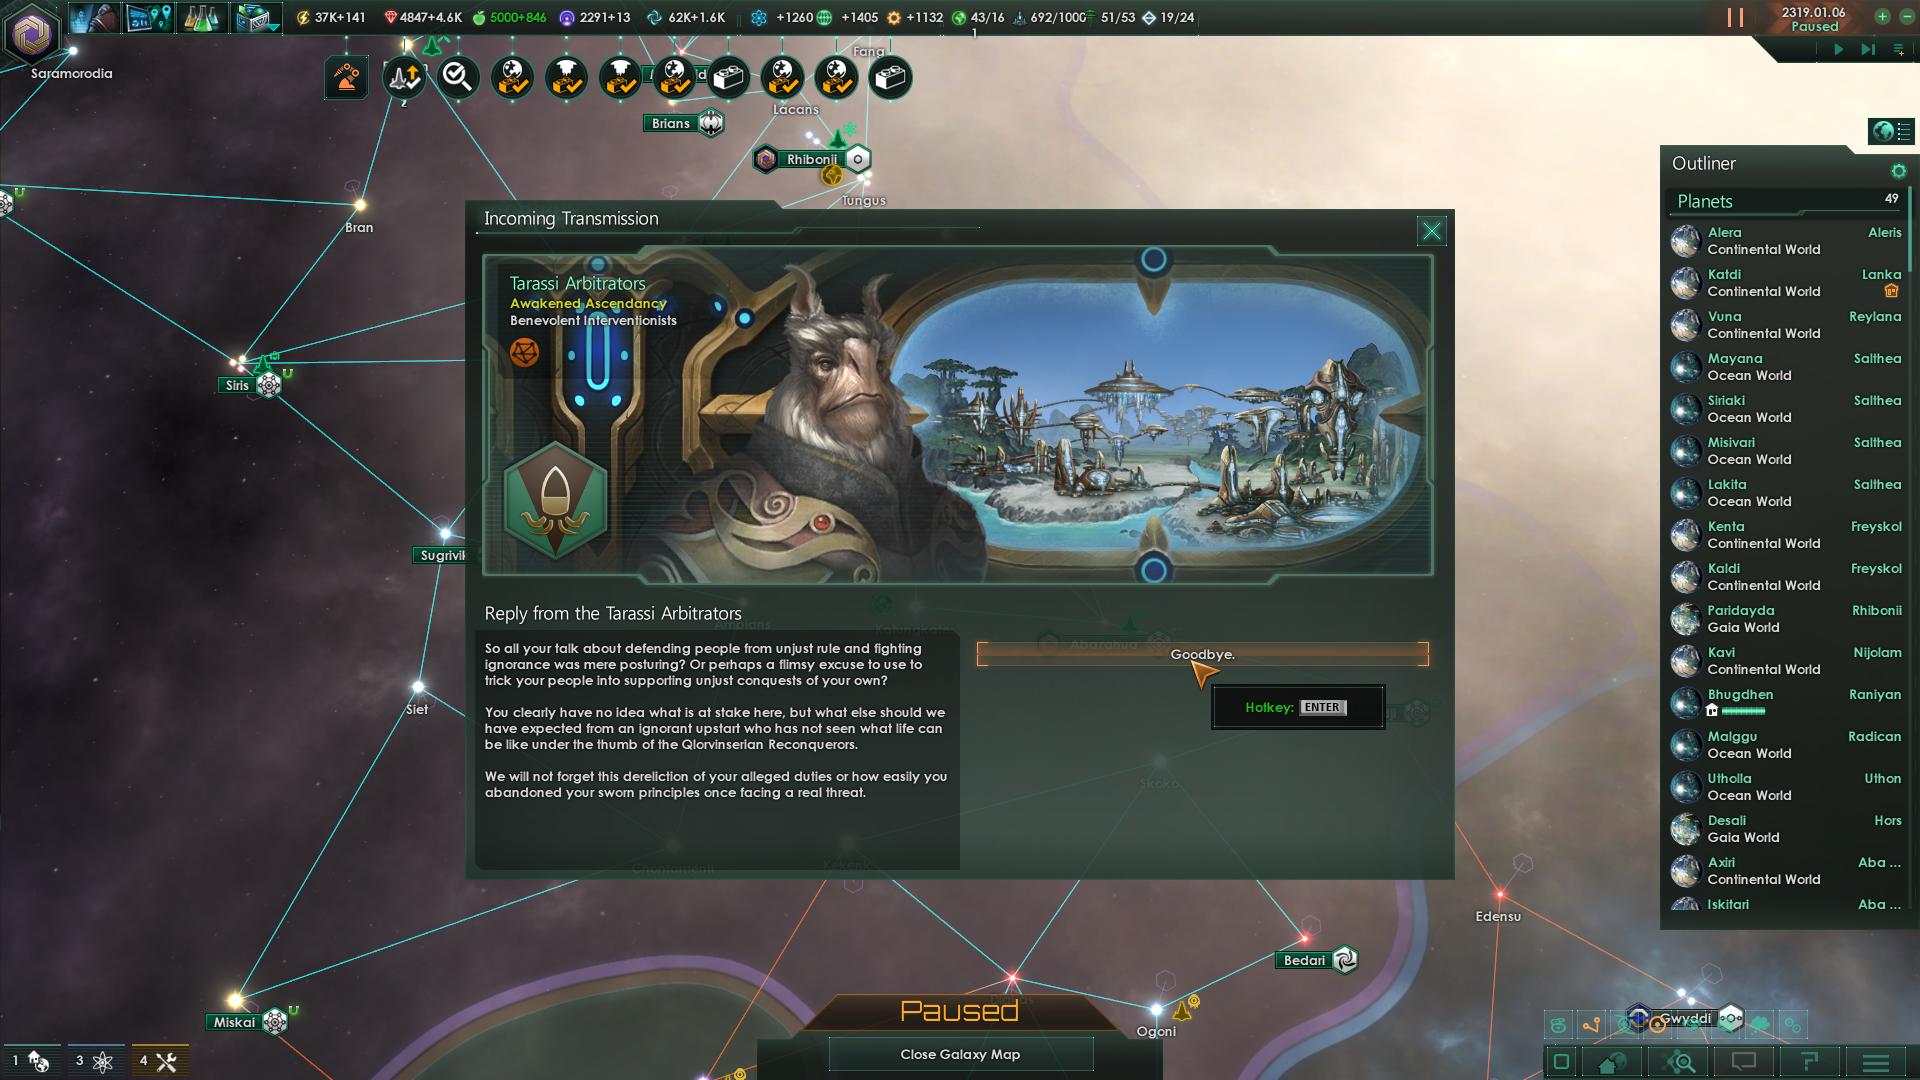 37K+141
4847+4.6K
5000+846
2291+13
62K+1.6K
+1260
+1405
+1132
43/16
1
692/1000
51/53
19/24
2319.01.06
Paused
Saramorodia
Fang
2
Lacans
Brians
Rhibonii
Tungus
Bran
Siris
Sugrivik
Siet
Miskai
Incoming Transmission
Tarassi Arbitrators
Awakened Ascendancy
Benevolent Interventionists
Reply from the Tarassi Arbitrators
So all your talk about defending people from unjust rule and fighting
ignorance was mere posturing? Or perhaps a flimsy excuse to use to
trick your people into supporting unjust conquests of your own?
You clearly have no idea what is at stake here, but what else should we
have expected from an ignorant upstart who has not seen what life can
be like under the thumb of the Qlorvinserian Reconquerors.
We will not forget this dereliction of your alleged duties or how easily you
abandoned your sworn principles once facing a real threat.
Goodbye.
Hotkey: ENTER
Skoko
Edensu
Bedari
Ogoni
Gwyddi
Paused
Close Galaxy Map
1
3
4
Outliner
Planets 49
Alera Aleris
Continental World
Katdi Lanka
Continental World
Vuna Reylana
Continental World
Mayana Salthea
Ocean World
Siriaki Salthea
Ocean World
Misivari Salthea
Ocean World
Lakita Salthea
Ocean World
Kenta Freyskol
Continental World
Kaldi Freyskol
Continental World
Paridayda Rhibonii
Gaia World
Kavi Nijolam
Continental World
Bhugdhen Raniyan
Malggu Radican
Ocean World
Utholla Uthon
Ocean World
Desali Hors
Gaia World
Axiri Aba ...
Continental World
Iskitari Aba ...